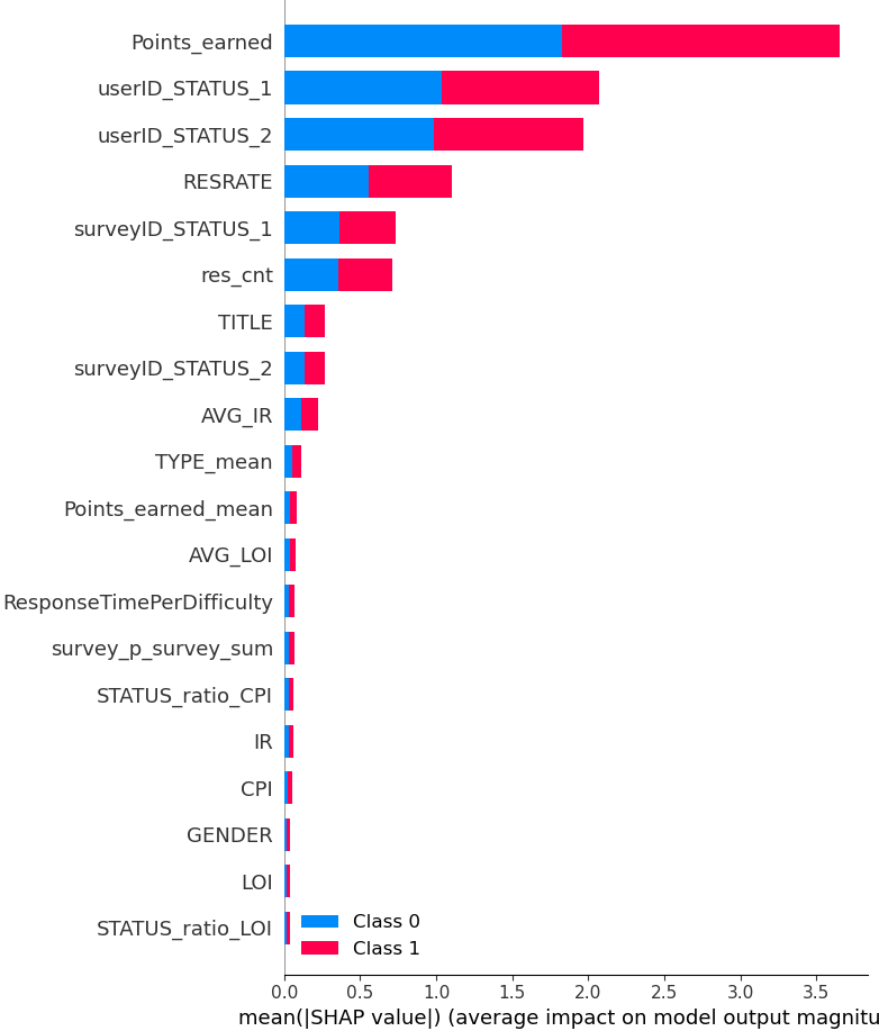 Points_earned
userID_STATUS_1
userID_STATUS_2
RESRATE
surveyID_STATUS_1
res_cnt
TITLE
surveyID_STATUS_2
AVG_IR
TYPE_mean
Points_earned_mean
AVG_LOI
ResponseTimePerDifficulty
survey_p_survey_sum
STATUS_ratio_CPI
IR
CPI
GENDER
LOI
STATUS_ratio_LOI
Class 0
Class 1
0.0 0.5 1.0 1.5 2.0 2.5 3.0 3.5
mean(|SHAP value|) (average impact on model output magnitu